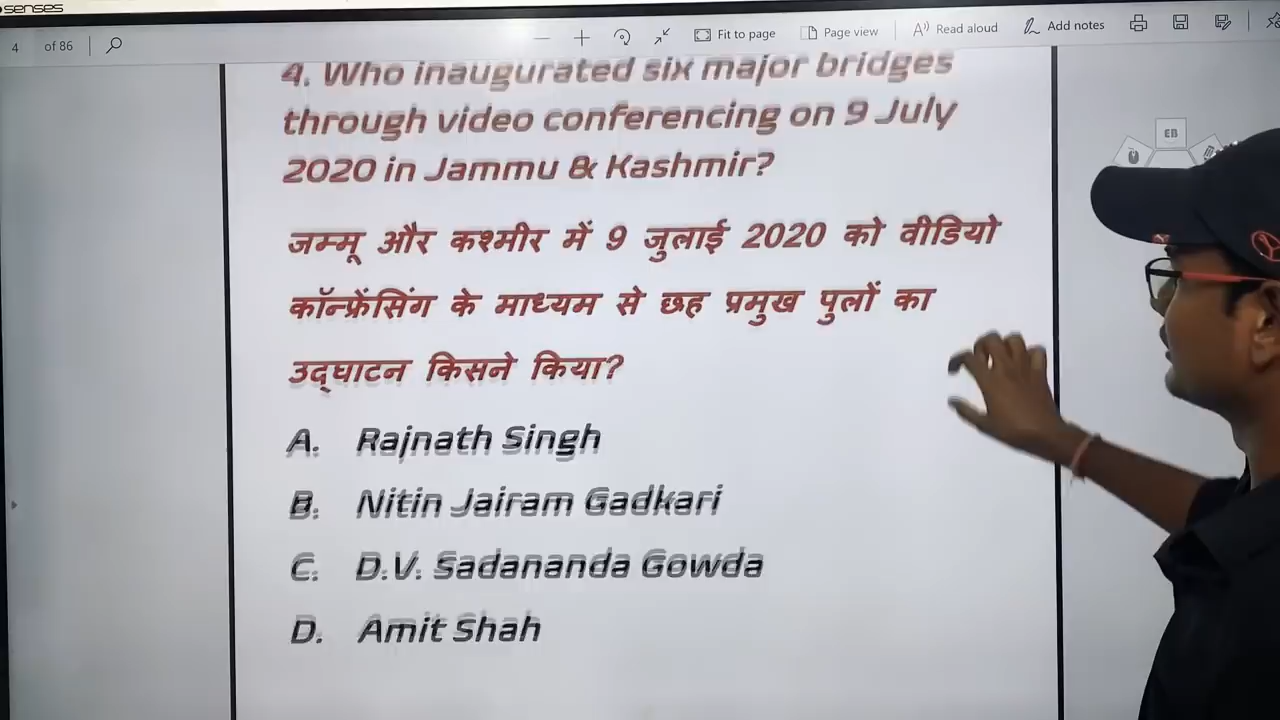 senses
4 of 86 Fit to page Page view Read aloud Add notes
EB
4. Who inaugurated six major bridges
through video conferencing on 9 July
2020 in Jammu & Kashmir?
जम्मू और कश्मीर में 9 जुलाई 2020 को वीडियो
कॉन्फ्रेंसिंग के माध्यम से छह प्रमुख पुलों का
उद्घाटन किसने किया?
A. Rajnath Singh
B. Nitin Jairam Gadkari
C. D.V. Sadananda Gowda
D. Amit Shah